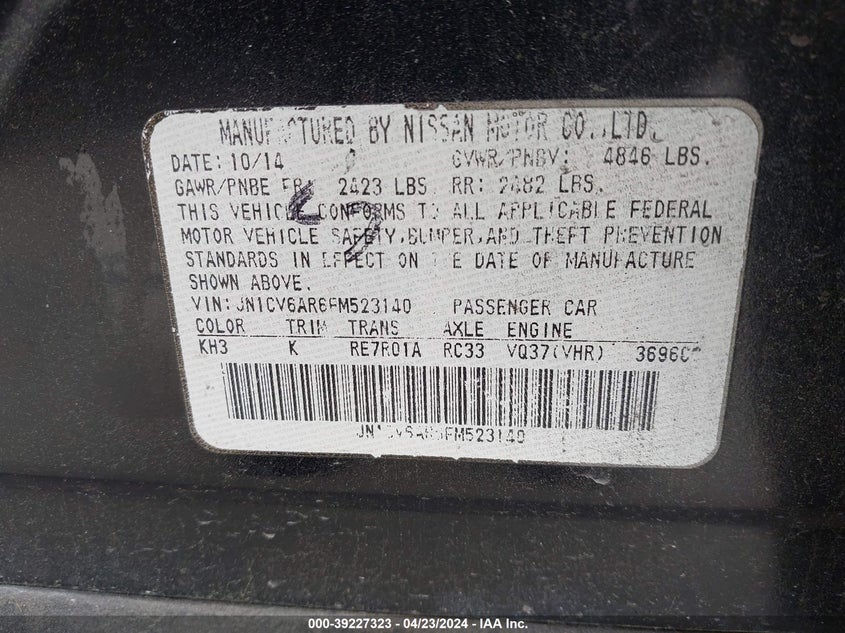 MANUFACTURED BY NISSAN MOTOR CO.,LTD.
DATE: 10/14 GVWR/PNBV: 4846 LBS.
GAWR/PNBE FR: 2423 LBS RR: 2482 LBS.
THIS VEHICLE CONFORMS TO ALL APPLICABLE FEDERAL
MOTOR VEHICLE SAFETY,BUMPER,AND THEFT PREVENTION
STANDARDS IN EFFECT ON THE DATE OF MANUFACTURE
SHOWN ABOVE.
VIN: JN1CV6AR6FM523140 PASSENGER CAR
COLOR TRIM TRANS AXLE ENGINE
KH3 K RE7R01A RC33 VQ37(VHR) 3696CC
JN1CV6AR6FM523140
000-39227323 - 04/23/2024 - IAA Inc.